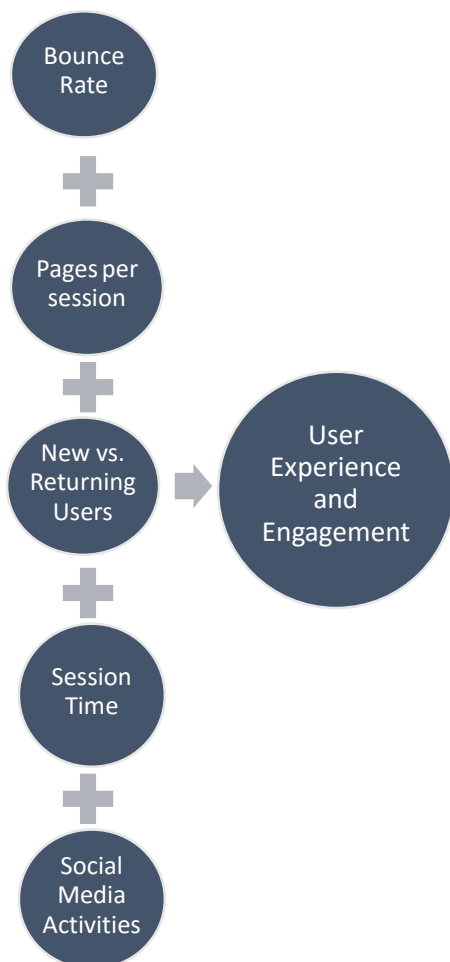 Bounce
Rate
Pages per
session
New vs.
Returning
Users
User
Experience
and
Engagement
Session
Time
Social
Media
Activities